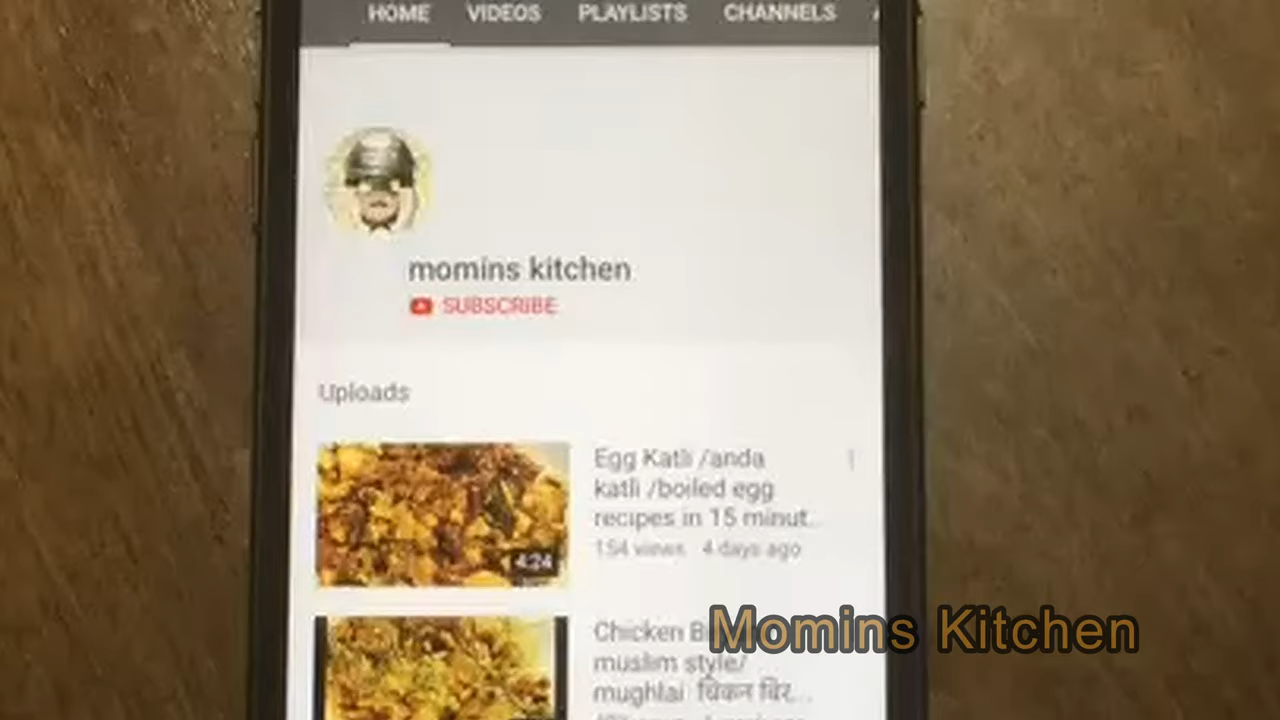 HOME VIDEOS PLAYLISTS CHANNELS
momins kitchen
SUBSCRIBE
Uploads
Egg Katli /anda
katli /boiled egg
recipes in 15 minut...
154 views 4 days ago
4:24
Chicken
Momins Kitchen
muslim style/
mughlai चिकन बिर...